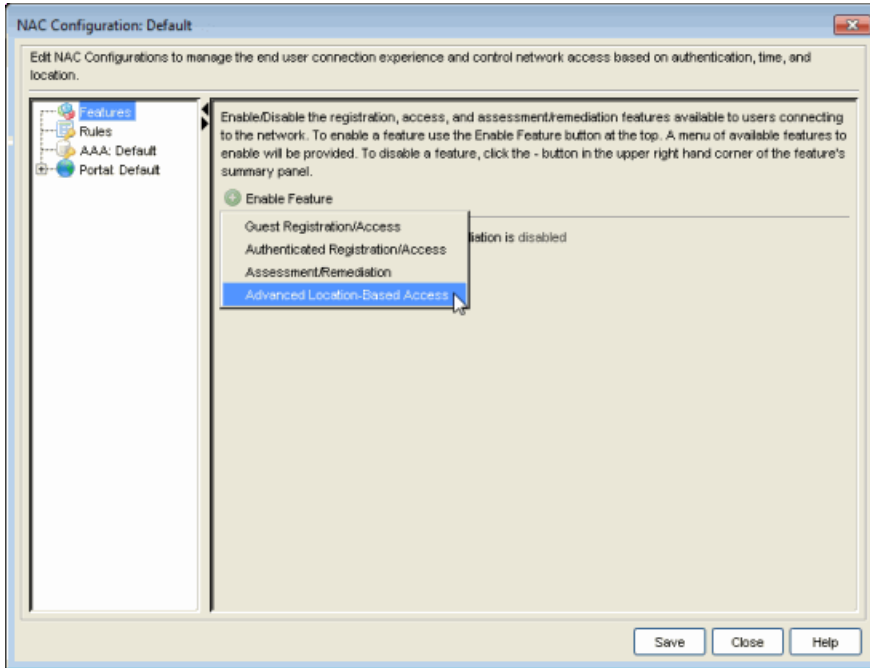 NAC Configuration: Default
Edit NAC Configurations to manage the end user connection experience and control network access based on authentication, time, and
location.
Features
Rules
AAA: Default
Portal: Default
Enable/Disable the registration, access, and assessment/remediation features available to users connecting
to the network. To enable a feature use the Enable Feature button at the top. A menu of available features to
enable will be provided. To disable a feature, click the - button in the upper right hand corner of the feature's
summary panel.
Enable Feature
Guest Registration/Access
Authenticated Registration/Access
is disabled
Assessment/Remediation
Advanced Location-Based Access
Save Close Help